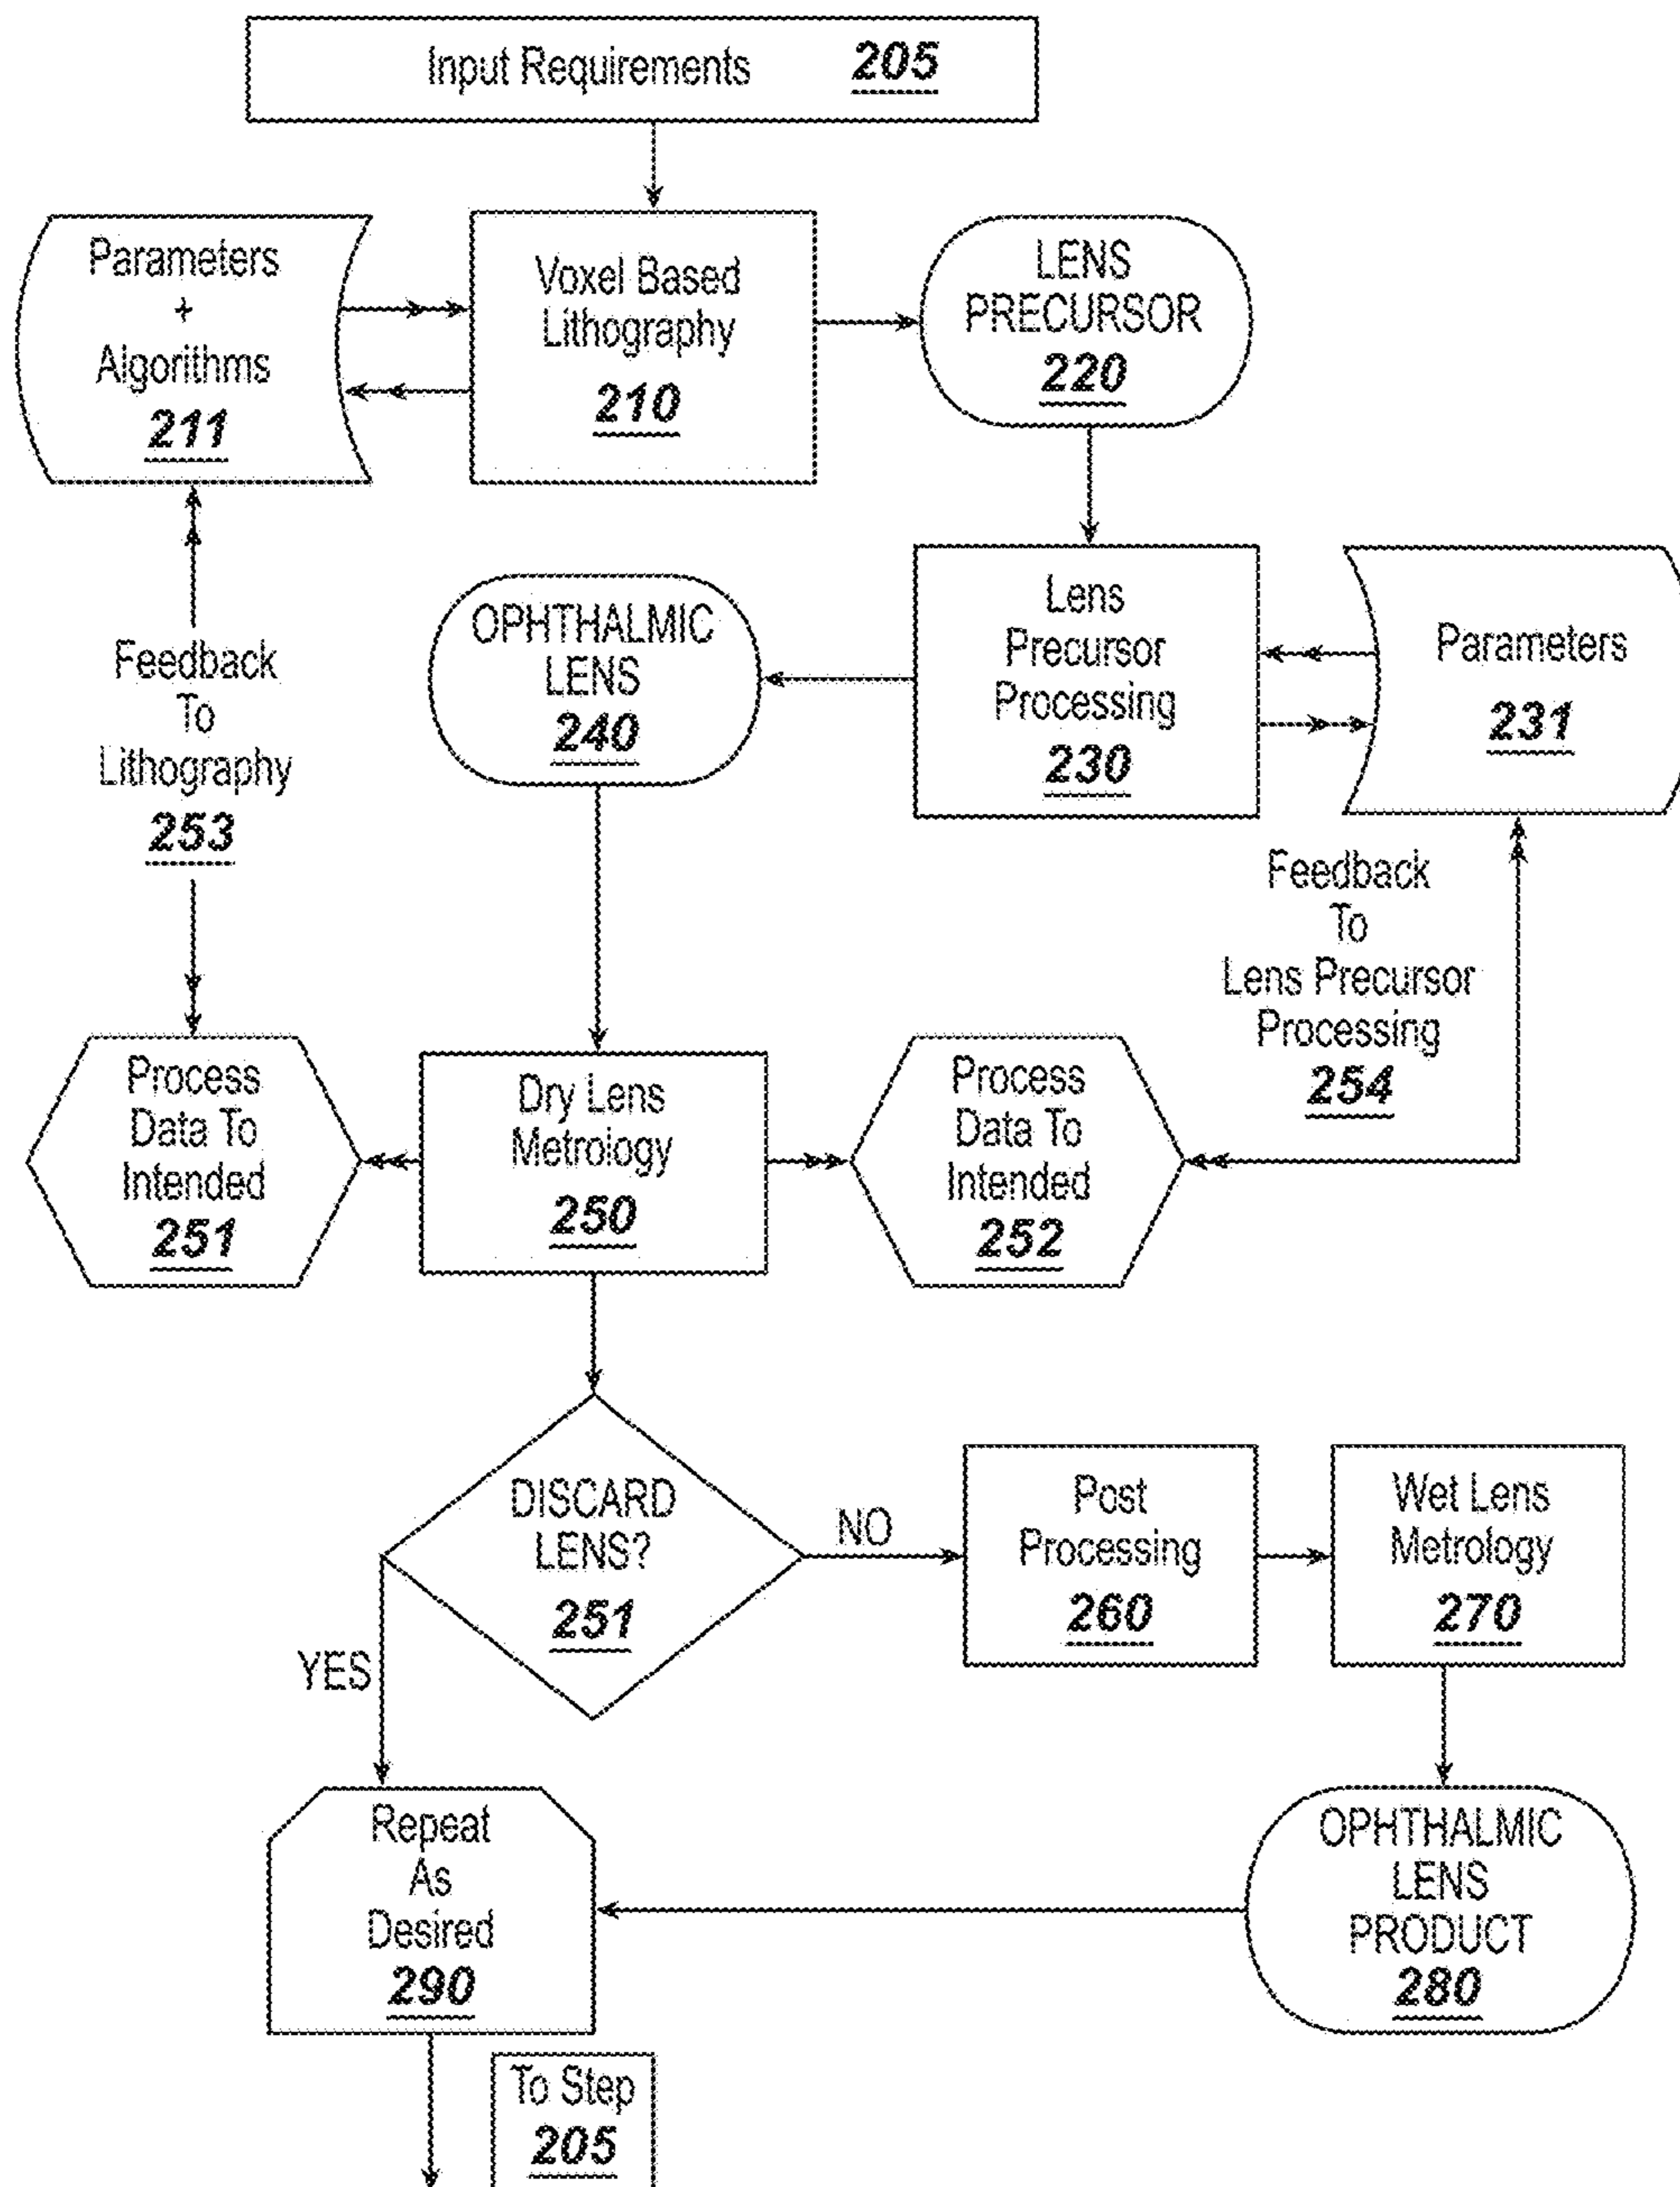 Input Requirements 205
Parameters
+
Algorithms
211
Voxel Based
Lithography
210
LENS
PRECURSOR
220
Feedback
To
Lithography
253
OPHTHALMIC
LENS
240
Lens
Precursor
Processing
230
Parameters
231
Feedback
To
Lens Precursor
Processing
254
Process
Data To
Intended
251
Dry Lens
Metrology
250
Process
Data To
Intended
252
DISCARD
LENS?
251
NO
YES
Post
Processing
260
Wet Lens
Metrology
270
Repeat
As
Desired
290
OPHTHALMIC
LENS
PRODUCT
280
To Step
205